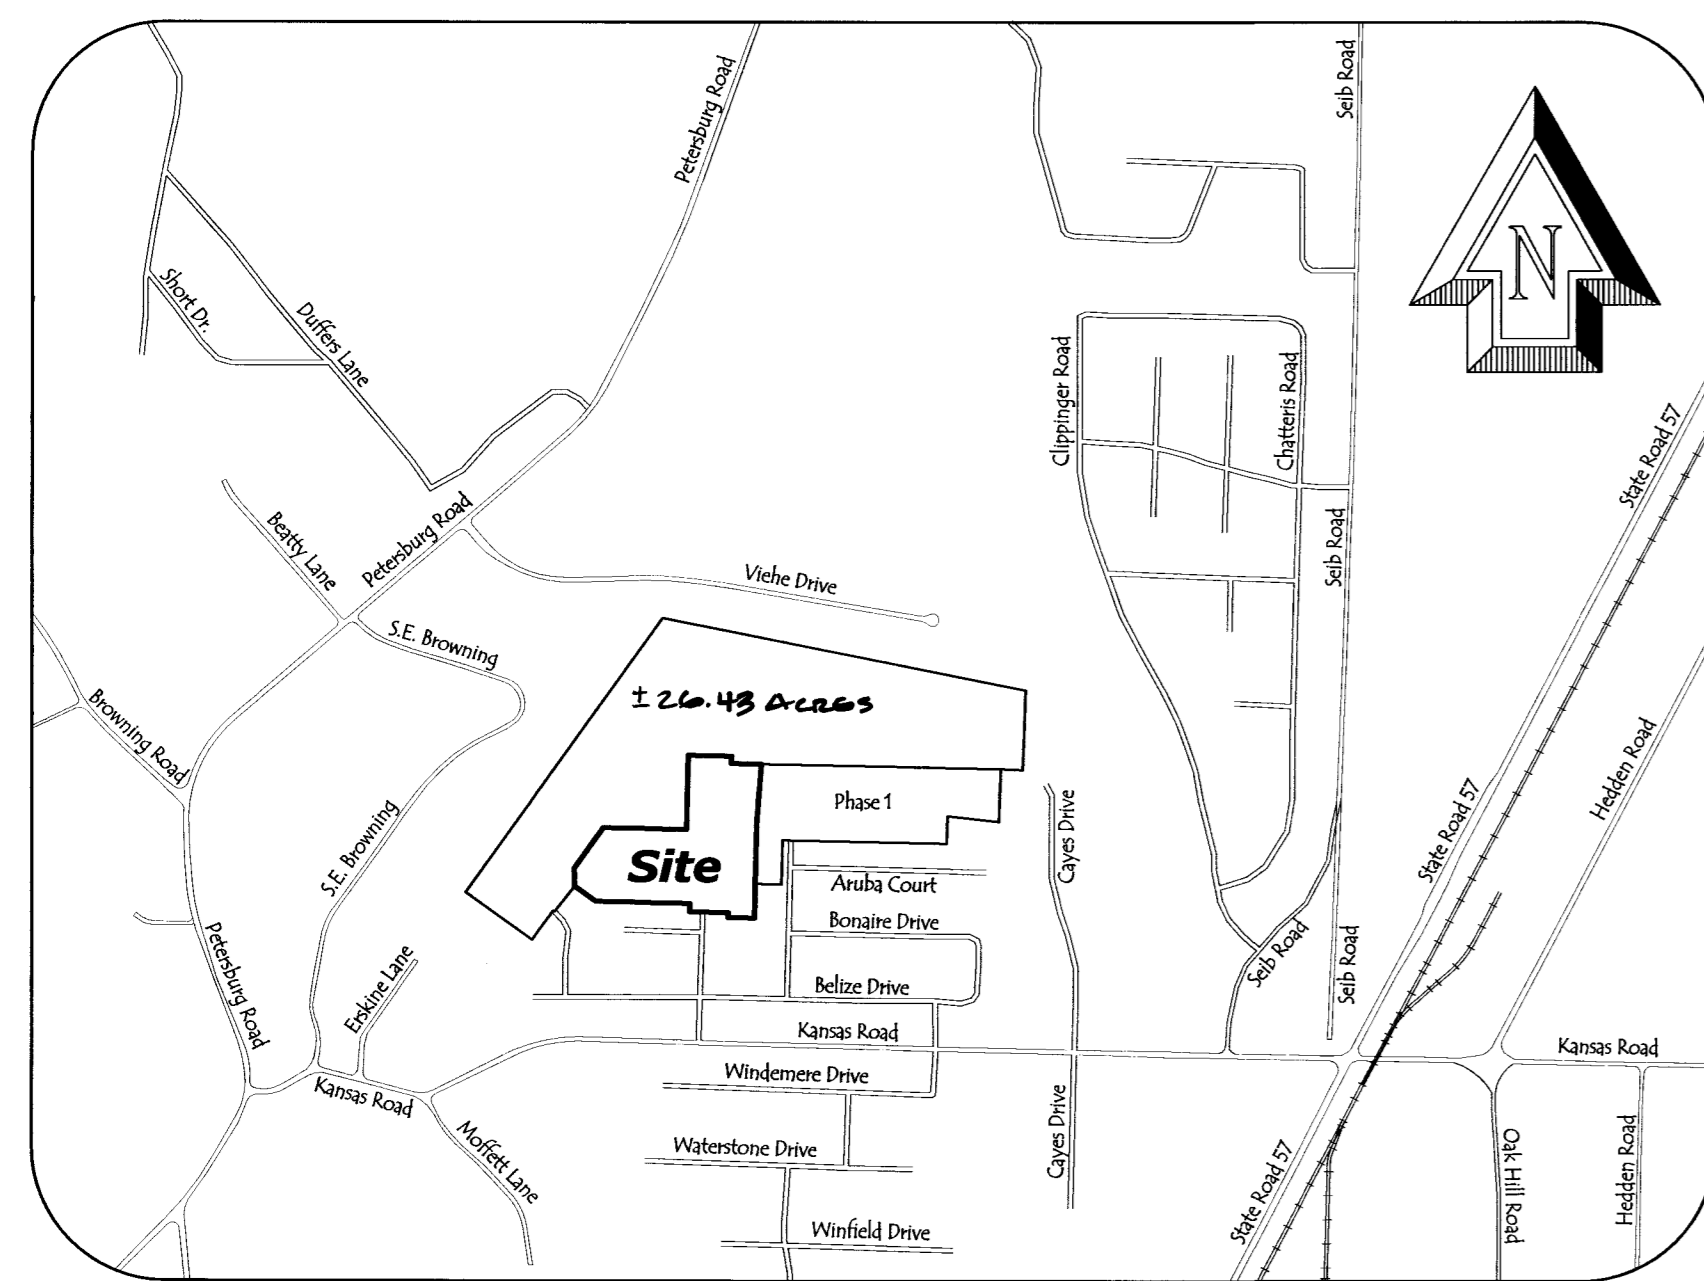 Petersburg Road
Seib Road
N
Short Dr.
Duffers Lane
Clippinger Road
Chatteris Road
State Road 57
Beatty Lane
Petersburg Road
Seib Road
Viehe Drive
S.E. Browning
± 26.43 ACRES
Browning Road
Hedden Road
State Road 57
Phase 1
Cayes Drive
S.E. Browning
Site
Aruba Court
Bonaire Drive
Petersburg Road
Erskine Lane
Seib Road
Seib Road
Belize Drive
Kansas Road
Kansas Road
Windemere Drive
Kansas Road
Cayes Drive
Moffett Lane
Waterstone Drive
State Road 57
Oak Hill Road
Hedden Road
Winfield Drive